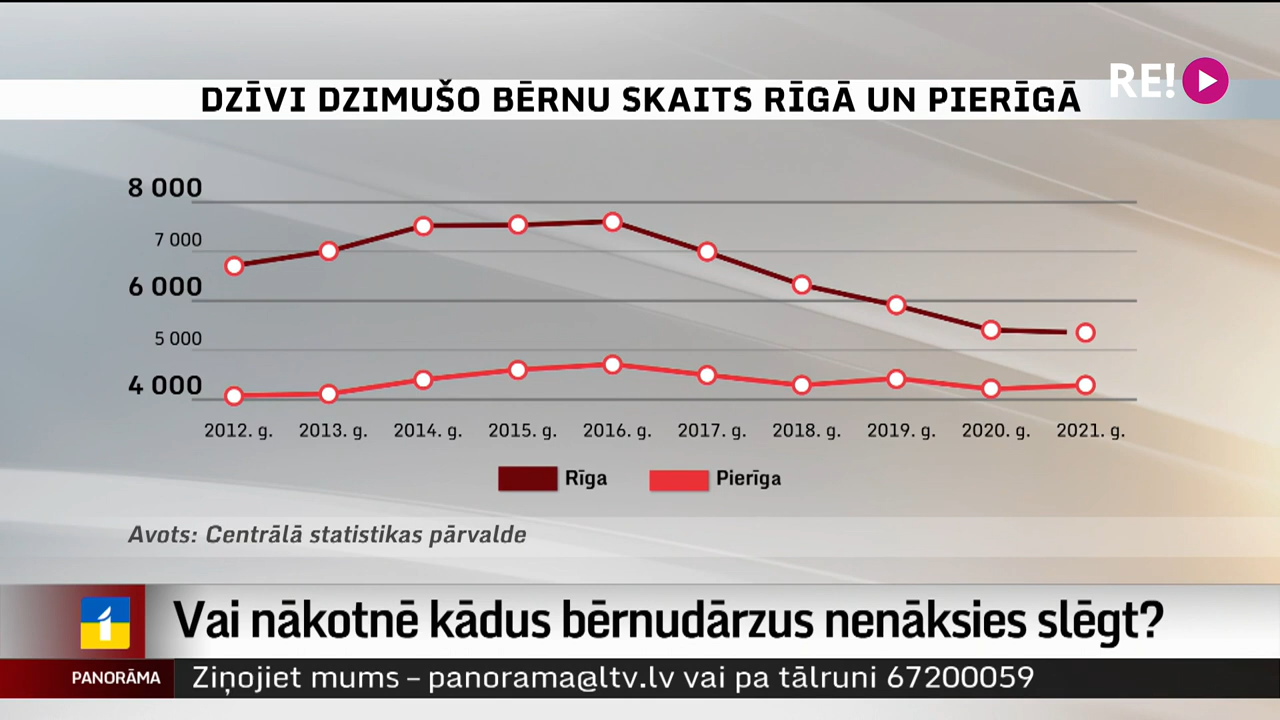 RE!
DZĪVI DZIMUŠO BĒRNU SKAITS RĪGĀ UN PIERĪGĀ
8 000
7 000
6 000
5 000
4 000
2012. g. 2013. g. 2014. g. 2015. g. 2016. g. 2017. g. 2018. g. 2019. g. 2020. g. 2021. g.
Rīga Pierīga
Avots: Centrālā statistikas pārvalde
1 Vai nākotnē kādus bērnudārzus nenāksies slēgt?
PANORĀMA Ziņojiet mums – panorama@ltv.lv vai pa tālruni 67200059